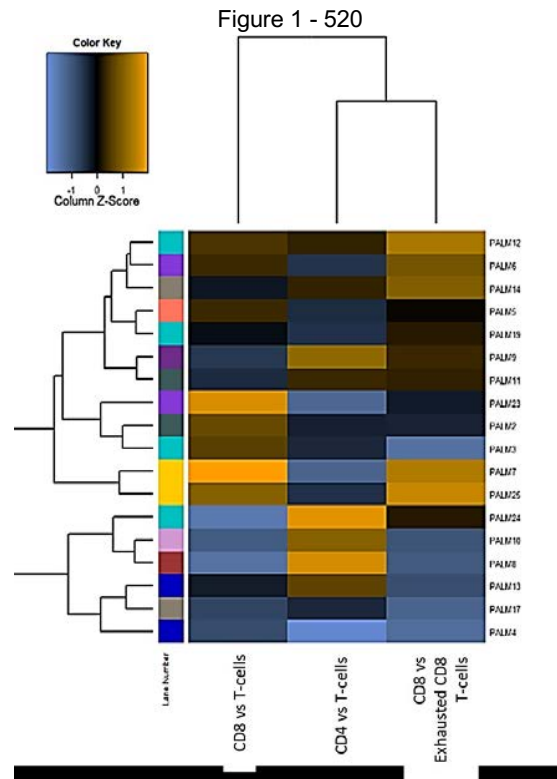 Figure 1 - 520
Color Key
-1 0 1
Column Z-Score
PALM12
PALM6
PALM14
PALM5
PALM19
PALM9
PALM11
PALM23
PALM2
PALM3
PALM7
PALM25
PALM24
PALM10
PALM8
PALM13
PALM17
PALM4
Lane Number
CD8 vs T-cells
CD4 vs T-cells
CD8 vs
Exhausted CD8
T-cells